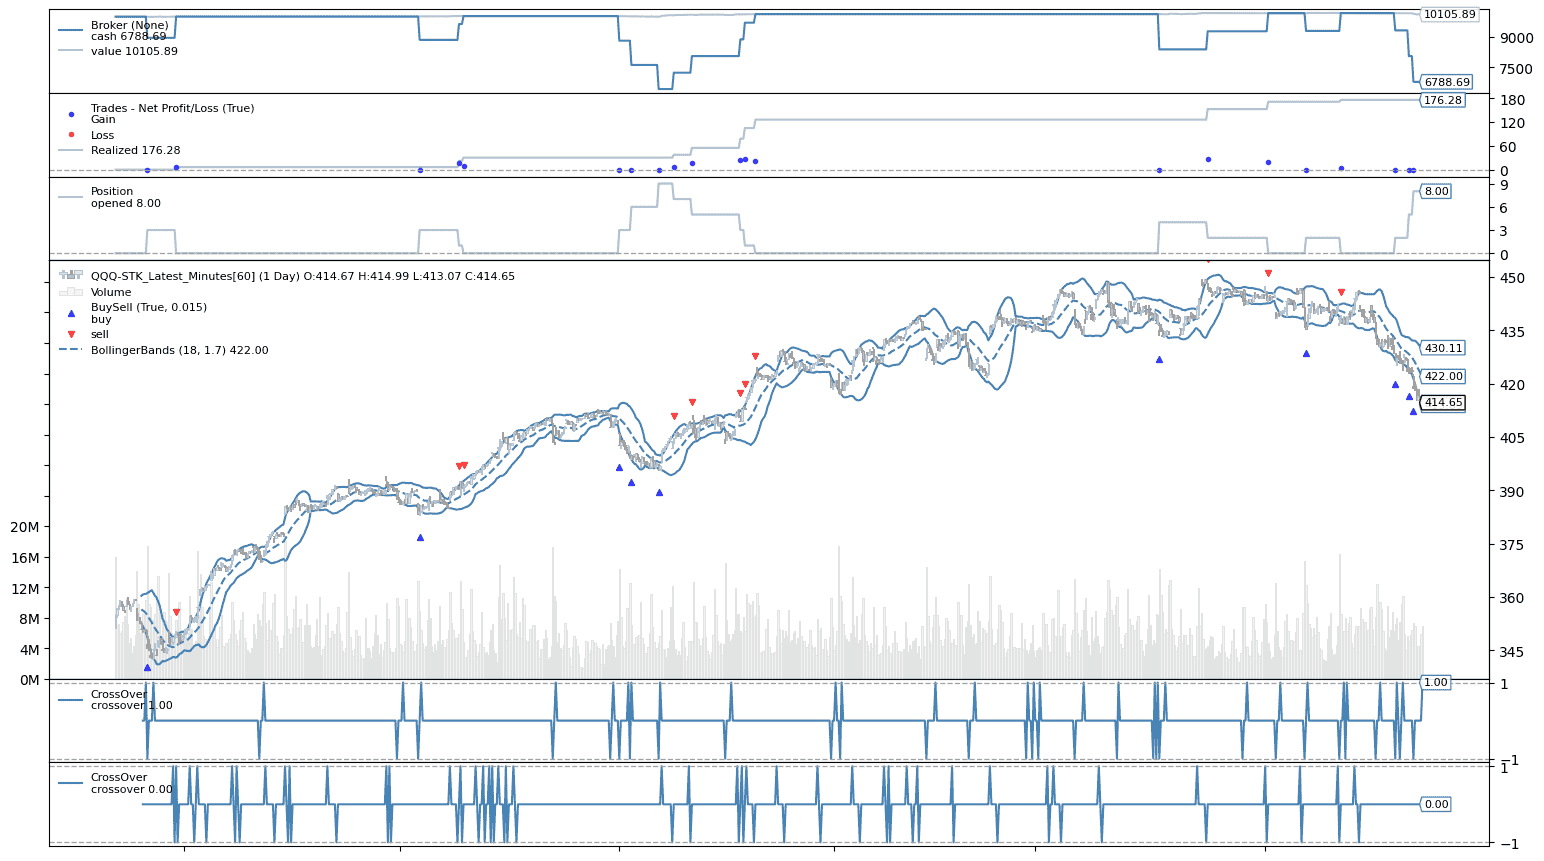 Broker (None)
cash 6788.69
value 10105.89
10105.89
9000
7500
6788.69
Trades - Net Profit/Loss (True)
Gain
Loss
Realized 176.28
180
176.28
120
60
0
Position
opened 8.00
9
8.00
6
3
0
QQQ-STK_Latest_Minutes[60] (1 Day) O:414.67 H:414.99 L:413.07 C:414.65
Volume
BuySell (True, 0.015)
buy
sell
BollingerBands (18, 1.7) 422.00
450
435
430.11
420
422.00
414.65
405
390
375
360
345
20M
16M
12M
8M
4M
0M
CrossOver
crossover 1.00
1.00
1
−1
CrossOver
crossover 0.00
1
0.00
−1